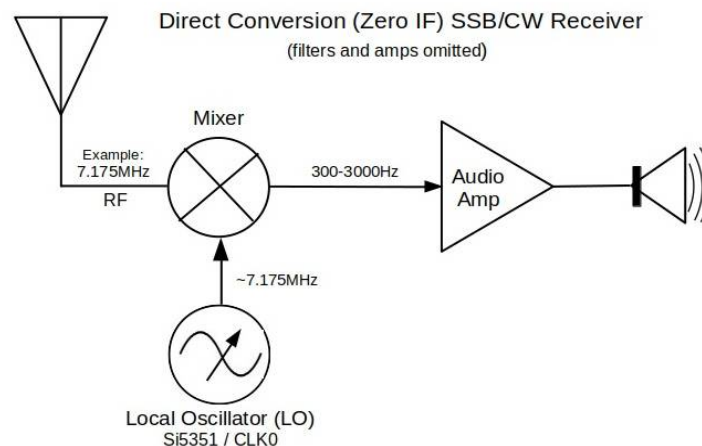 Direct Conversion (Zero IF) SSB/CW Receiver
(filters and amps omitted)
Mixer
Example:
7.175MHz
RF
300-3000Hz
Audio
Amp
~7.175MHz
Local Oscillator (LO)
Si5351 / CLK0